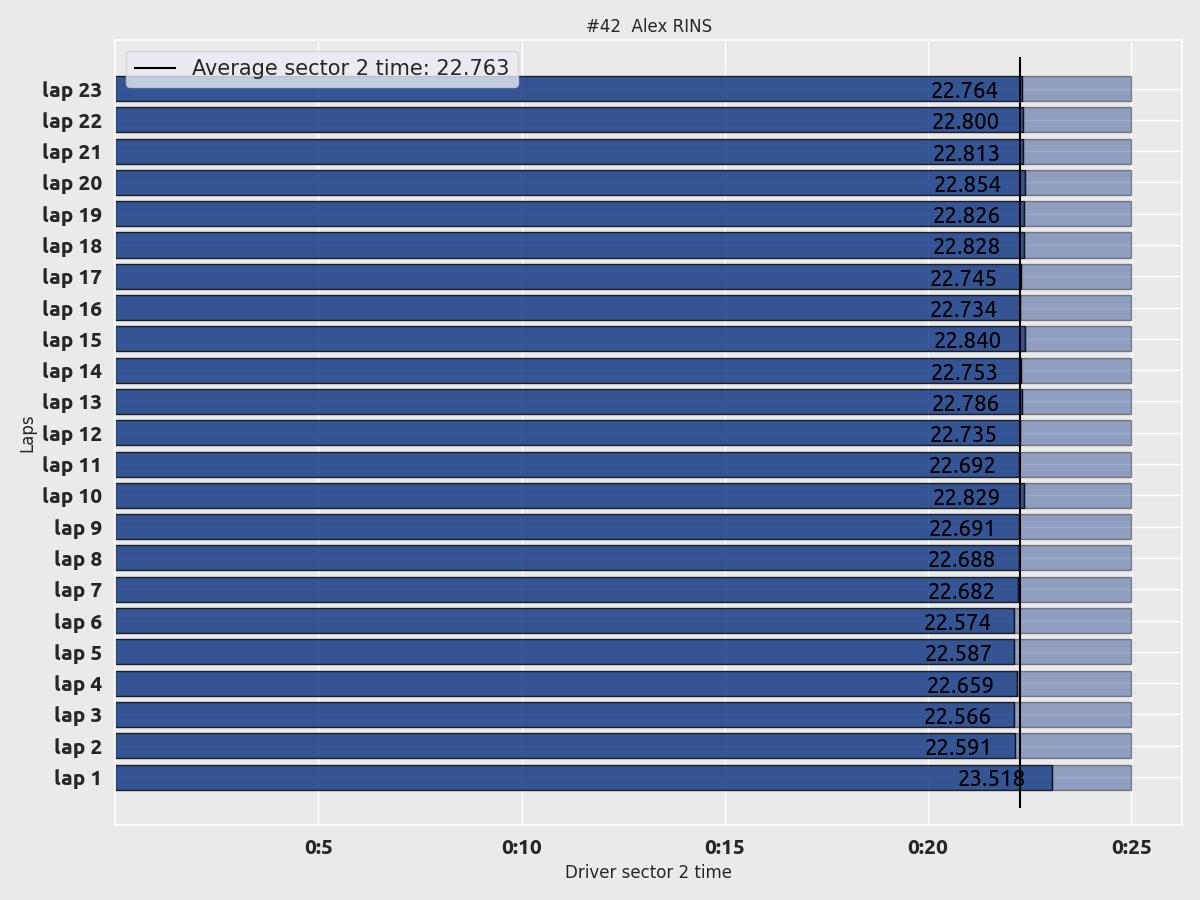 #42 Alex RINS
Average sector 2 time: 22.763
lap 23 22.764
lap 22 22.800
lap 21 22.813
lap 20 22.854
lap 19 22.826
lap 18 22.828
lap 17 22.745
lap 16 22.734
lap 15 22.840
lap 14 22.753
lap 13 22.786
lap 12 22.735
lap 11 22.692
lap 10 22.829
lap 9 22.691
lap 8 22.688
lap 7 22.682
lap 6 22.574
lap 5 22.587
lap 4 22.659
lap 3 22.566
lap 2 22.591
lap 1 23.518
Laps
0:5 0:10 0:15 0:20 0:25
Driver sector 2 time